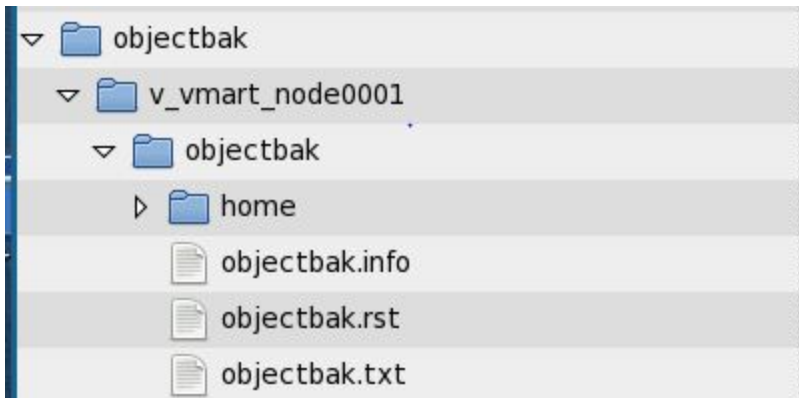 objectbak
v_vmart_node0001
objectbak
home
objectbak.info
objectbak.rst
objectbak.txt